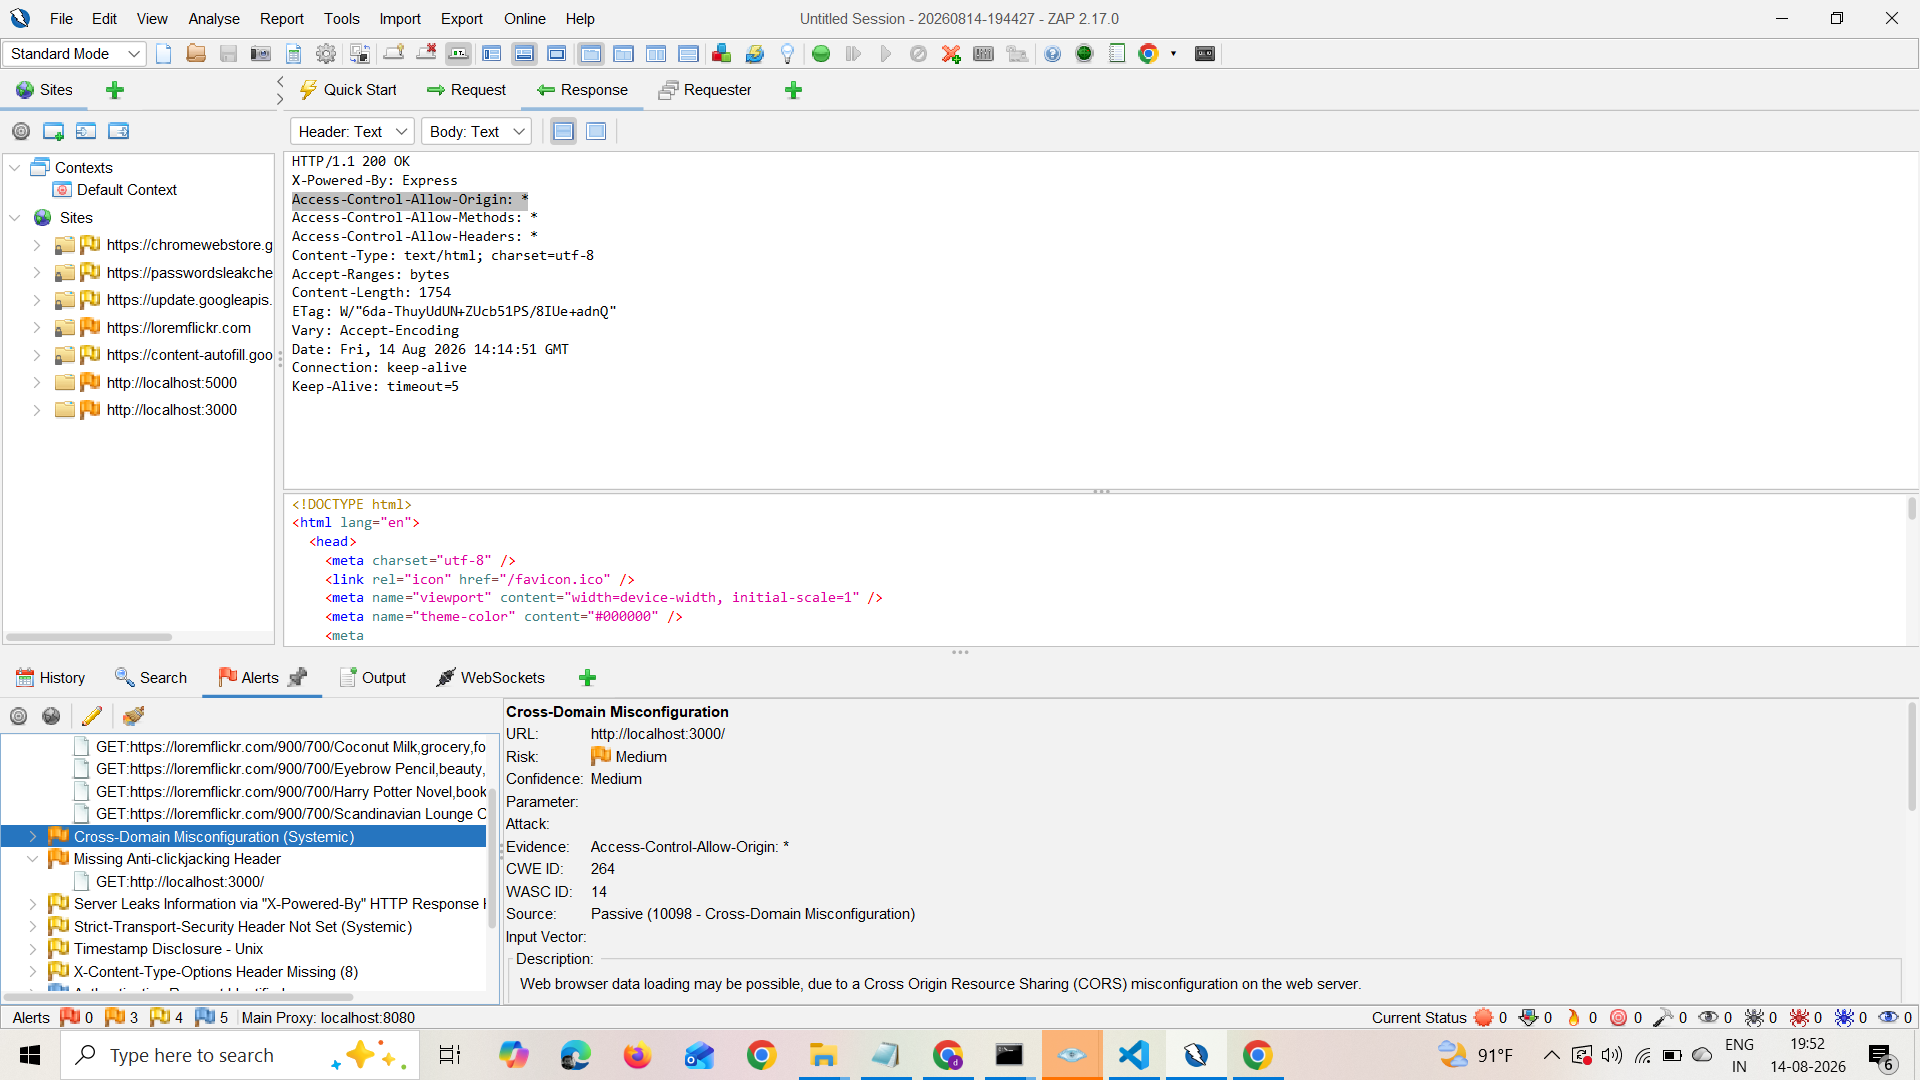 File Edit View Analyse Report Tools Import Export Online Help
Untitled Session - 20260814-194427 - ZAP 2.17.0
Standard Mode
Sites
Quick Start
Request
Response
Requester
Header: Text
Body: Text
Contexts
Default Context
Sites
https://chromewebstore.g
https://passwordsleakche
https://update.googleapis.
https://loremflickr.com
https://content-autofill.goo
http://localhost:5000
http://localhost:3000
HTTP/1.1 200 OK
X-Powered-By: Express
Access-Control-Allow-Origin: *
Access-Control-Allow-Methods: *
Access-Control-Allow-Headers: *
Content-Type: text/html; charset=utf-8
Accept-Ranges: bytes
Content-Length: 1754
ETag: W/"6da-ThuyUdUN+ZUcb51PS/8IUe+adnQ"
Vary: Accept-Encoding
Date: Fri, 14 Aug 2026 14:14:51 GMT
Connection: keep-alive
Keep-Alive: timeout=5
<!DOCTYPE html>
<html lang="en">
<head>
<meta charset="utf-8" />
<link rel="icon" href="/favicon.ico" />
<meta name="viewport" content="width=device-width, initial-scale=1" />
<meta name="theme-color" content="#000000" />
<meta
History
Search
Alerts
Output
WebSockets
GET:https://loremflickr.com/900/700/Coconut Milk,grocery,fo
GET:https://loremflickr.com/900/700/Eyebrow Pencil,beauty,
GET:https://loremflickr.com/900/700/Harry Potter Novel,book
GET:https://loremflickr.com/900/700/Scandinavian Lounge C
Cross-Domain Misconfiguration (Systemic)
Missing Anti-clickjacking Header
GET:http://localhost:3000/
Server Leaks Information via "X-Powered-By" HTTP Response
Strict-Transport-Security Header Not Set (Systemic)
Timestamp Disclosure - Unix
X-Content-Type-Options Header Missing (8)
Cross-Domain Misconfiguration
URL: http://localhost:3000/
Risk: Medium
Confidence: Medium
Parameter:
Attack:
Evidence: Access-Control-Allow-Origin: *
CWE ID: 264
WASC ID: 14
Source: Passive (10098 - Cross-Domain Misconfiguration)
Input Vector:
Description:
Web browser data loading may be possible, due to a Cross Origin Resource Sharing (CORS) misconfiguration on the web server.
Alerts 0 3 4 5 Main Proxy: localhost:8080
Current Status 0 0 0 0 0 0 0 0 0 0
Type here to search
91°F
ENG
IN
19:52
14-08-2026
6